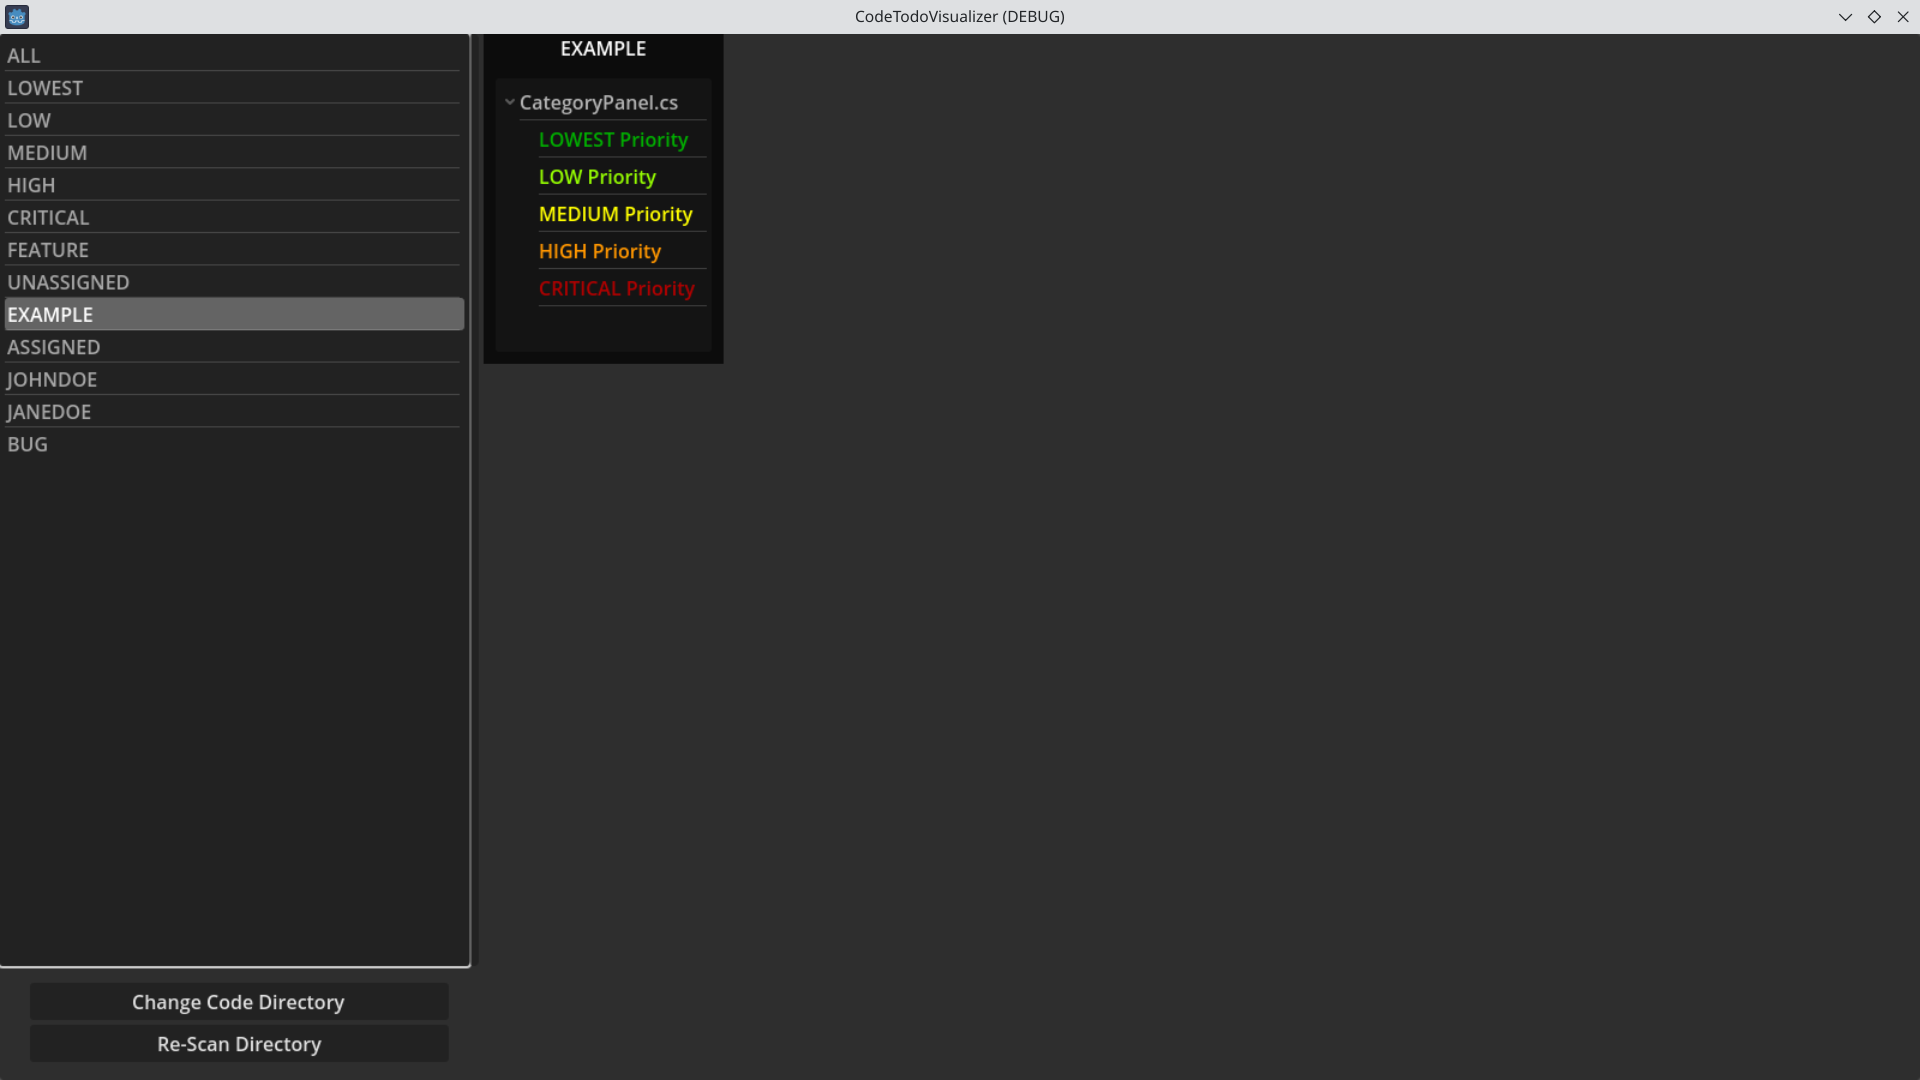 CodeTodoVisualizer (DEBUG)
ALL
LOWEST
LOW
MEDIUM
HIGH
CRITICAL
FEATURE
UNASSIGNED
EXAMPLE
ASSIGNED
JOHNDOE
JANEDOE
BUG
Change Code Directory
Re-Scan Directory
EXAMPLE
CategoryPanel.cs
LOWEST Priority
LOW Priority
MEDIUM Priority
HIGH Priority
CRITICAL Priority